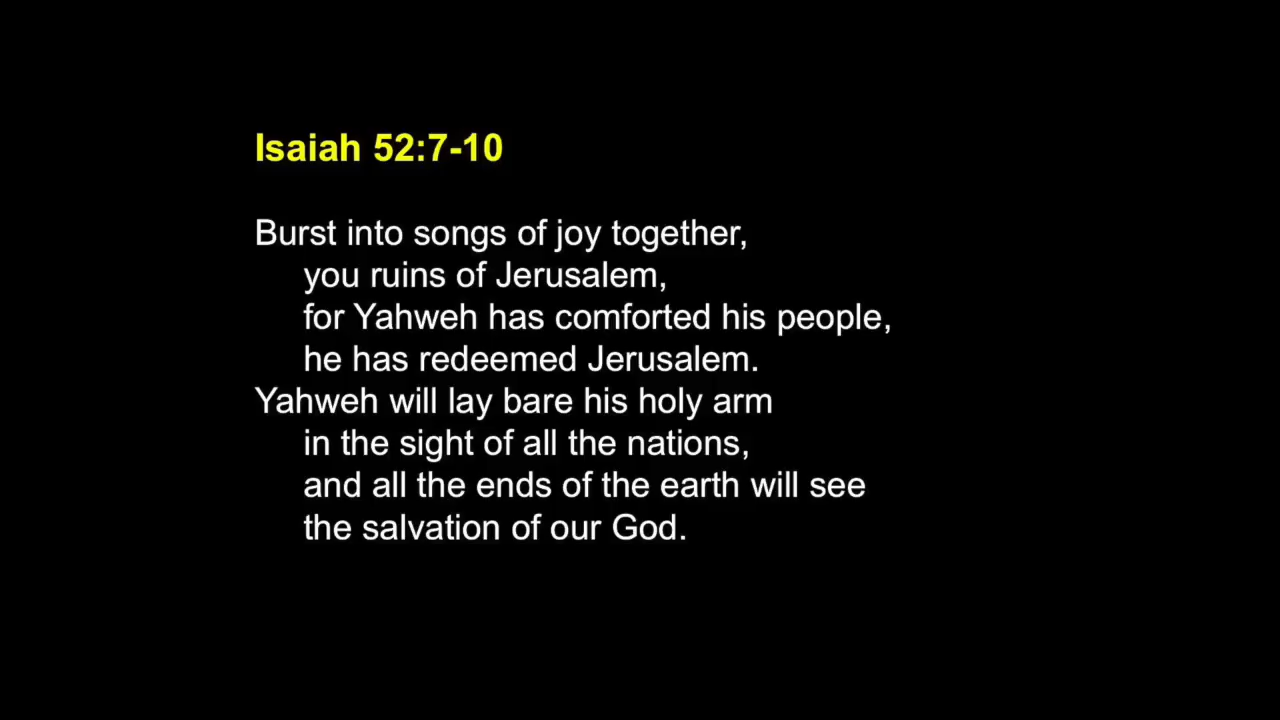 Isaiah 52:7-10
Burst into songs of joy together,
you ruins of Jerusalem,
for Yahweh has comforted his people,
he has redeemed Jerusalem.
Yahweh will lay bare his holy arm
in the sight of all the nations,
and all the ends of the earth will see
the salvation of our God.